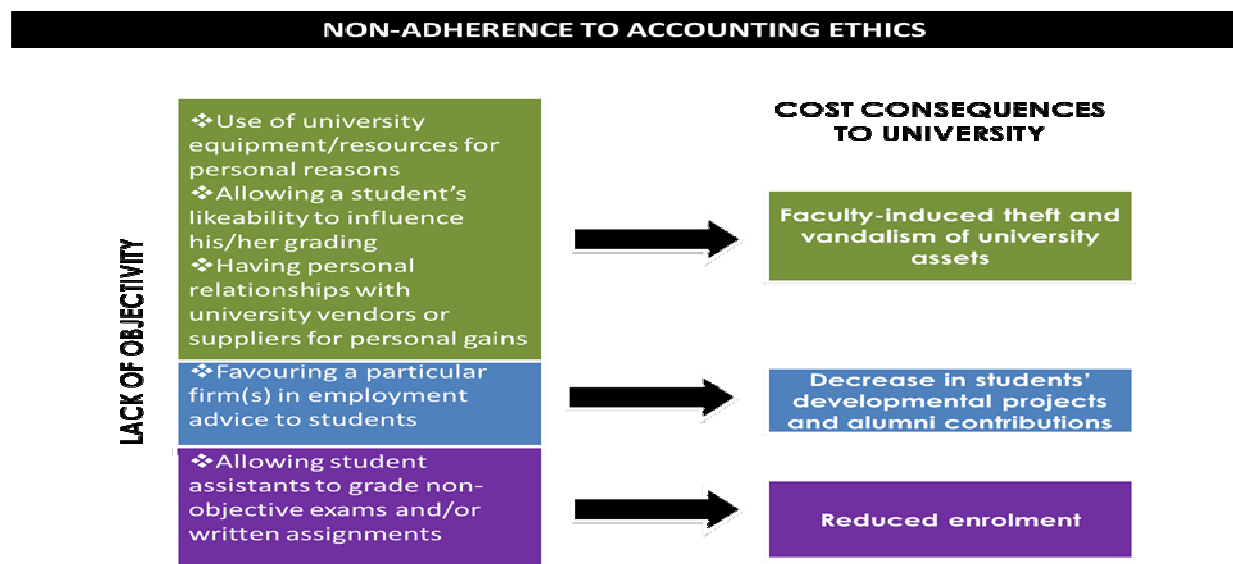 NON-ADHERENCE TO ACCOUNTING ETHICS
LACK OF OBJECTIVITY
❖Use of university
equipment/resources for
personal reasons
❖Allowing a student's
likeability to influence
his/her grading
❖Having personal
relationships with
university vendors or
suppliers for personal gains
❖Favouring a particular
firm(s) in employment
advice to students
❖Allowing student
assistants to grade non-
objective exams and/or
written assignments
COST CONSEQUENCES
TO UNIVERSITY
Faculty-induced theft and
vandalism of university
assets
Decrease in students'
developmental projects
and alumni contributions
Reduced enrolment